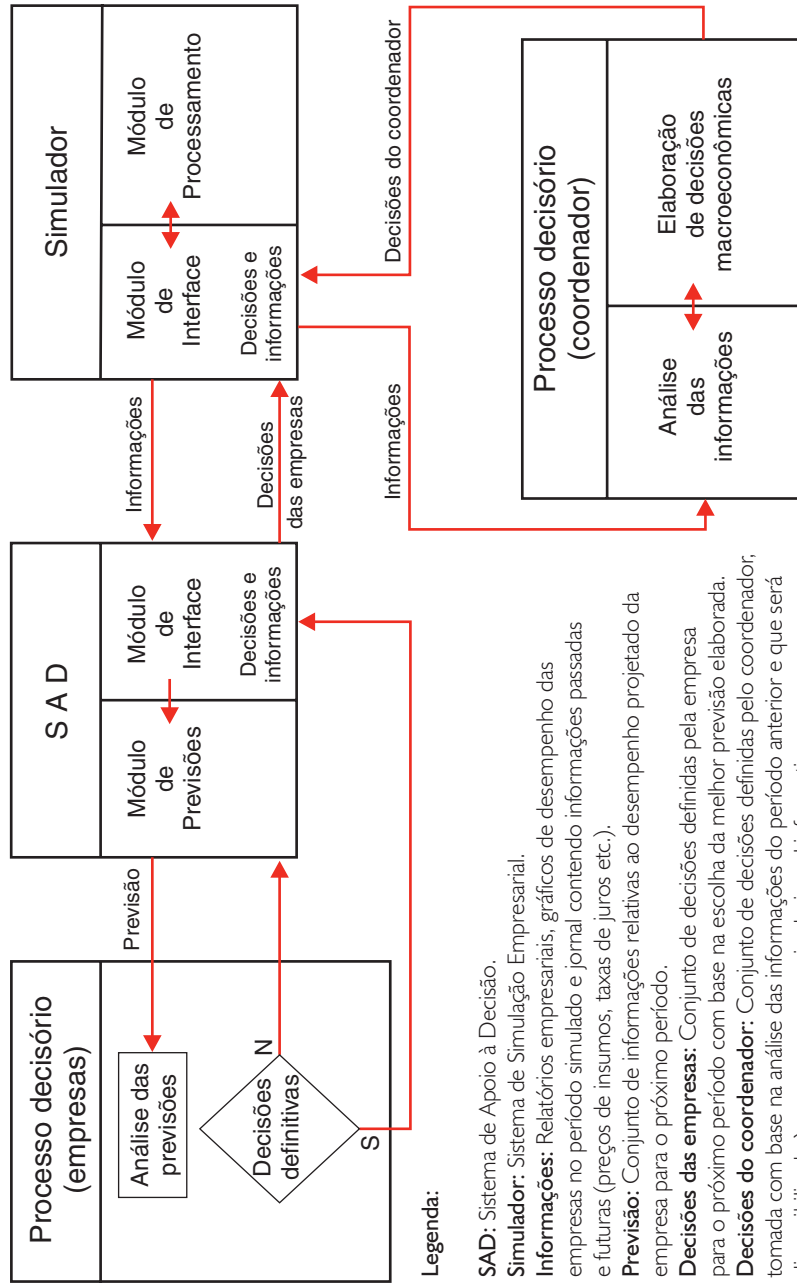 Processo decisório
(empresas)
Análise das
previsões
Decisões
definitivas
N
S
Previsão
S A D
Módulo
de
Previsões
Módulo
de
Interface
Decisões e
informações
Informações
Decisões
das empresas
Simulador
Módulo
de
Interface
Decisões e
informações
Módulo
de
Processamento
Informações
Decisões do coordenador
Processo decisório
(coordenador)
Análise
das
informações
Elaboração
de decisões
macroeconômicas
Legenda:
SAD: Sistema de Apoio à Decisão.
Simulador: Sistema de Simulação Empresarial.
Informações: Relatórios empresariais, gráficos de desempenho das
empresas no período simulado e jornal contendo informações passadas
e futuras (preços de insumos, taxas de juros etc.).
Previsão: Conjunto de informações relativas ao desempenho projetado da
empresa para o próximo período.
Decisões das empresas: Conjunto de decisões definidas pela empresa
para o próximo período com base na escolha da melhor previsão elaborada.
Decisões do coordenador: Conjunto de decisões definidas pelo coordenador,
tomada com base na análise das informações do período anterior e que será